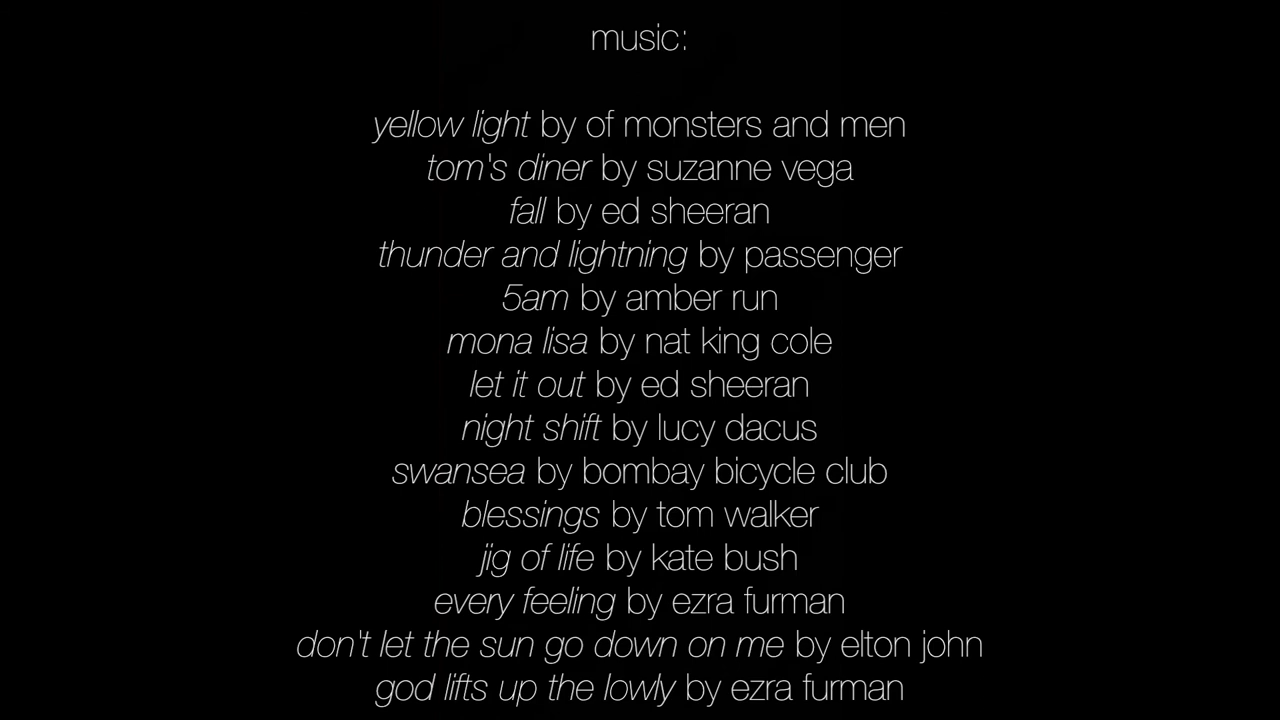 music:
yellow light by of monsters and men
tom's diner by suzanne vega
fall by ed sheeran
thunder and lightning by passenger
5am by amber run
mona lisa by nat king cole
let it out by ed sheeran
night shift by lucy dacus
swansea by bombay bicycle club
blessings by tom walker
jig of life by kate bush
every feeling by ezra furman
don't let the sun go down on me by elton john
god lifts up the lowly by ezra furman